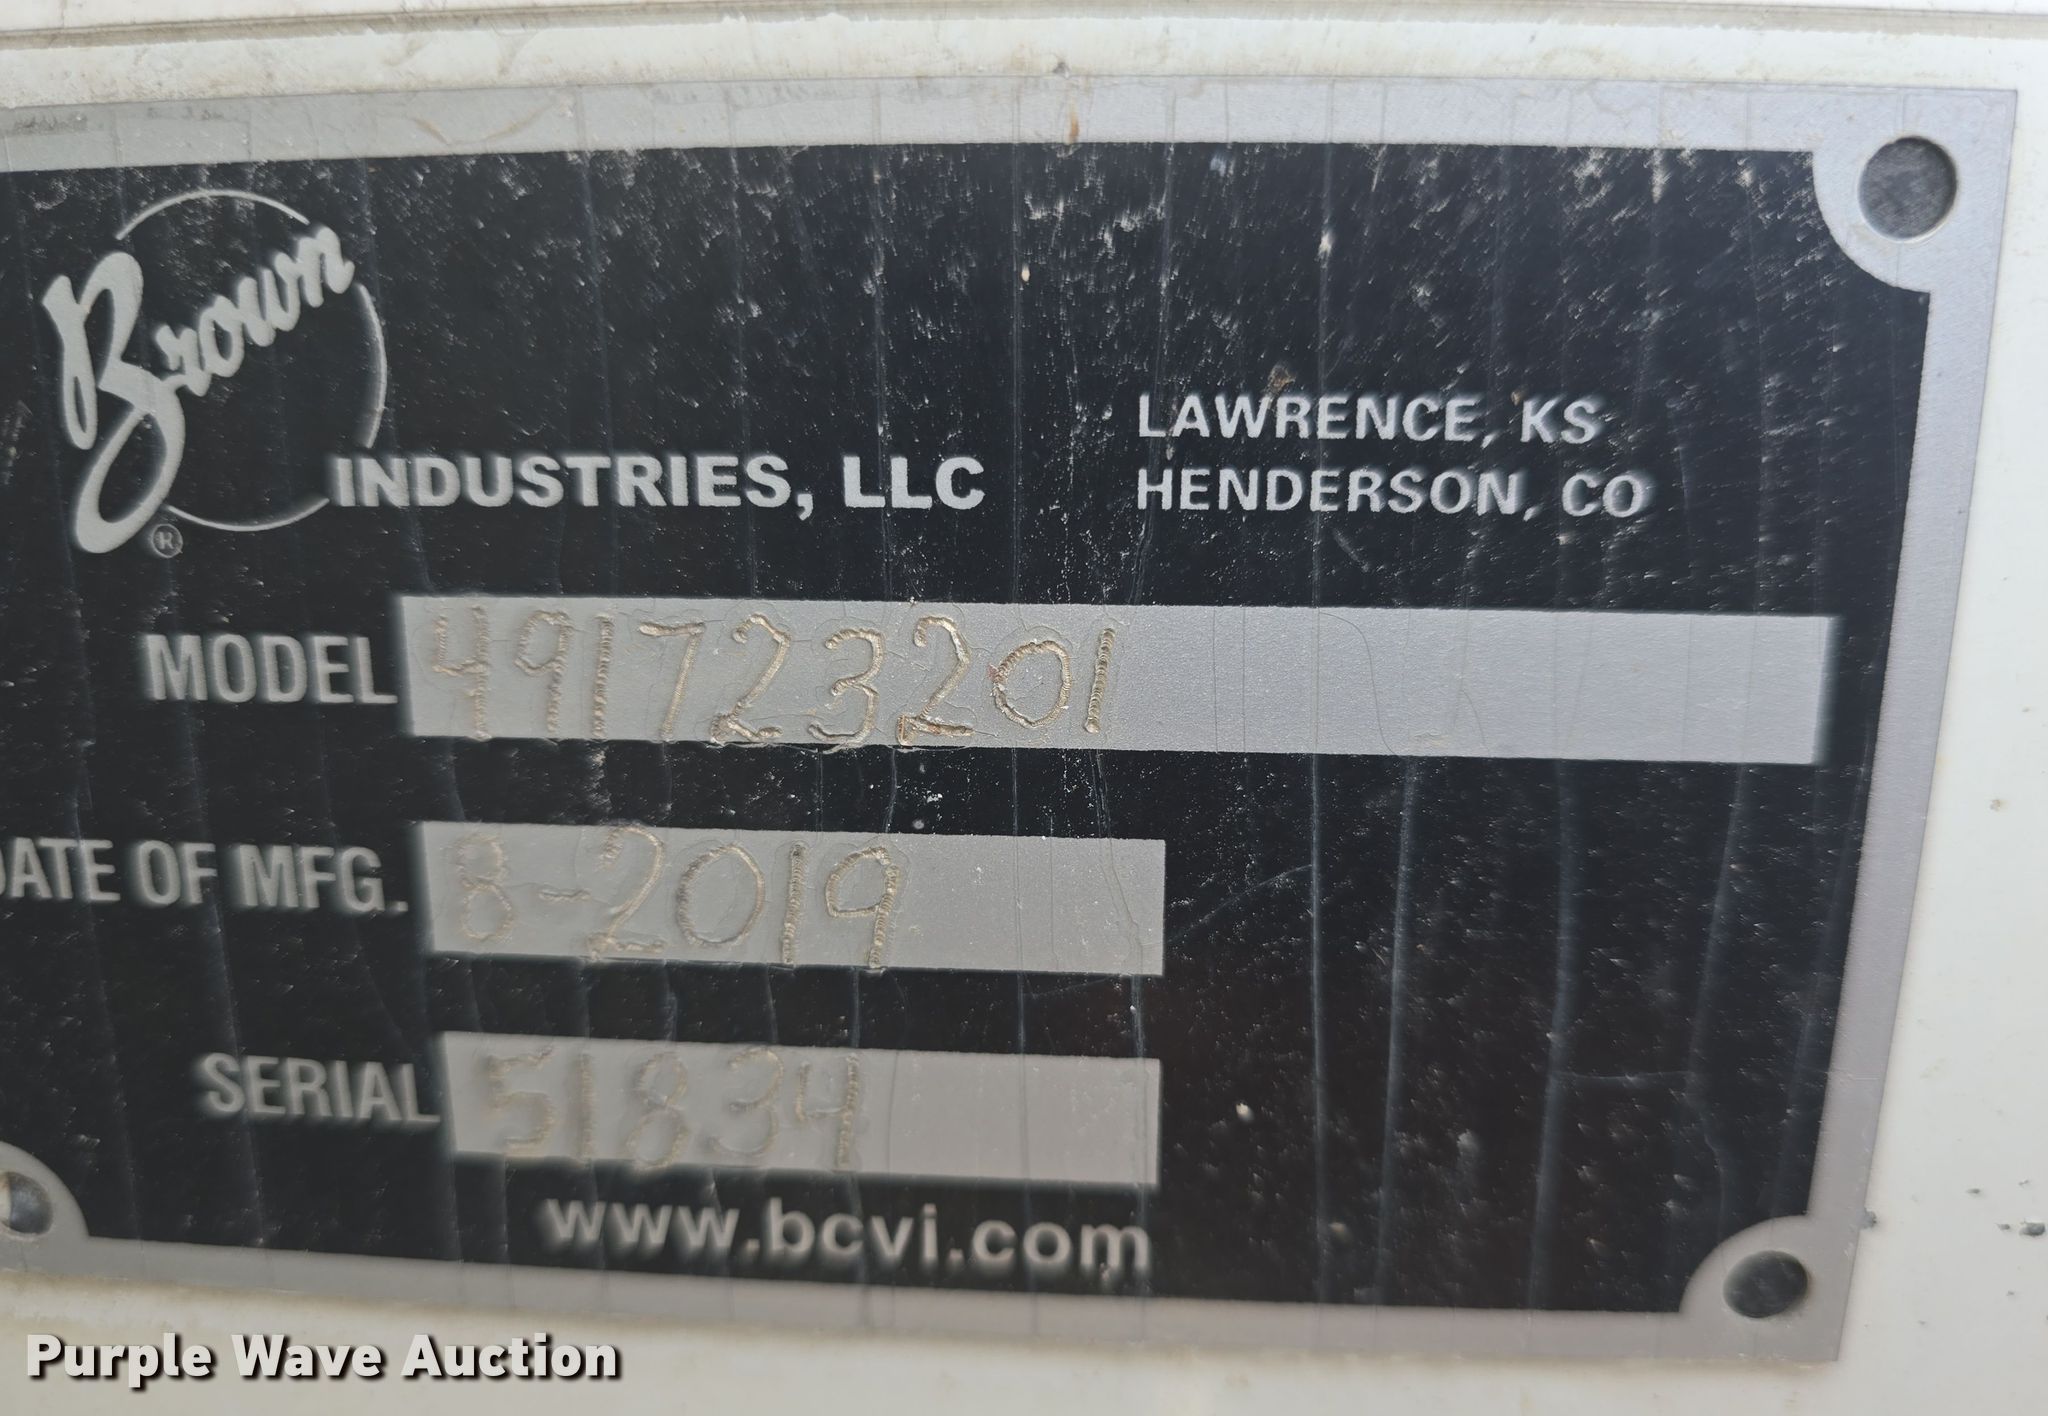 Brown
®
INDUSTRIES, LLC
LAWRENCE, KS
HENDERSON, CO
MODEL 491723201
DATE OF MFG. 8-2019
SERIAL 51834
www.bcvi.com
Purple Wave Auction